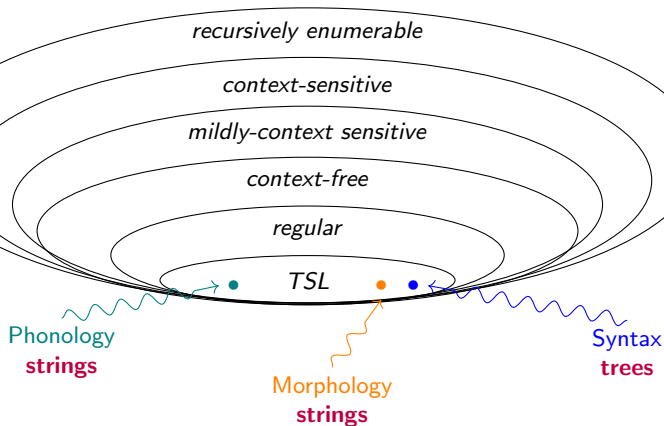 recursively enumerable
context-sensitive
mildly-context sensitive
context-free
regular
TSL
Phonology
strings
Morphology
strings
Syntax
trees